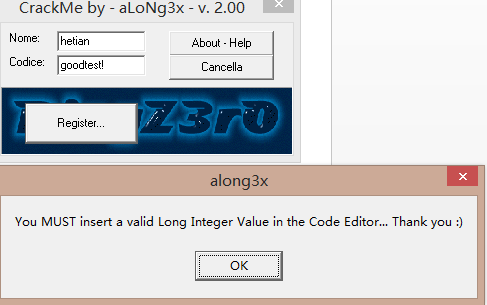 CrackMe by - aLoNg3x - v. 2.00
Nome:
hetian
About - Help
Codice:
goodtest!
Cancella
Register...
along3x
You MUST insert a valid Long Integer Value in the Code Editor... Thank you :)
OK